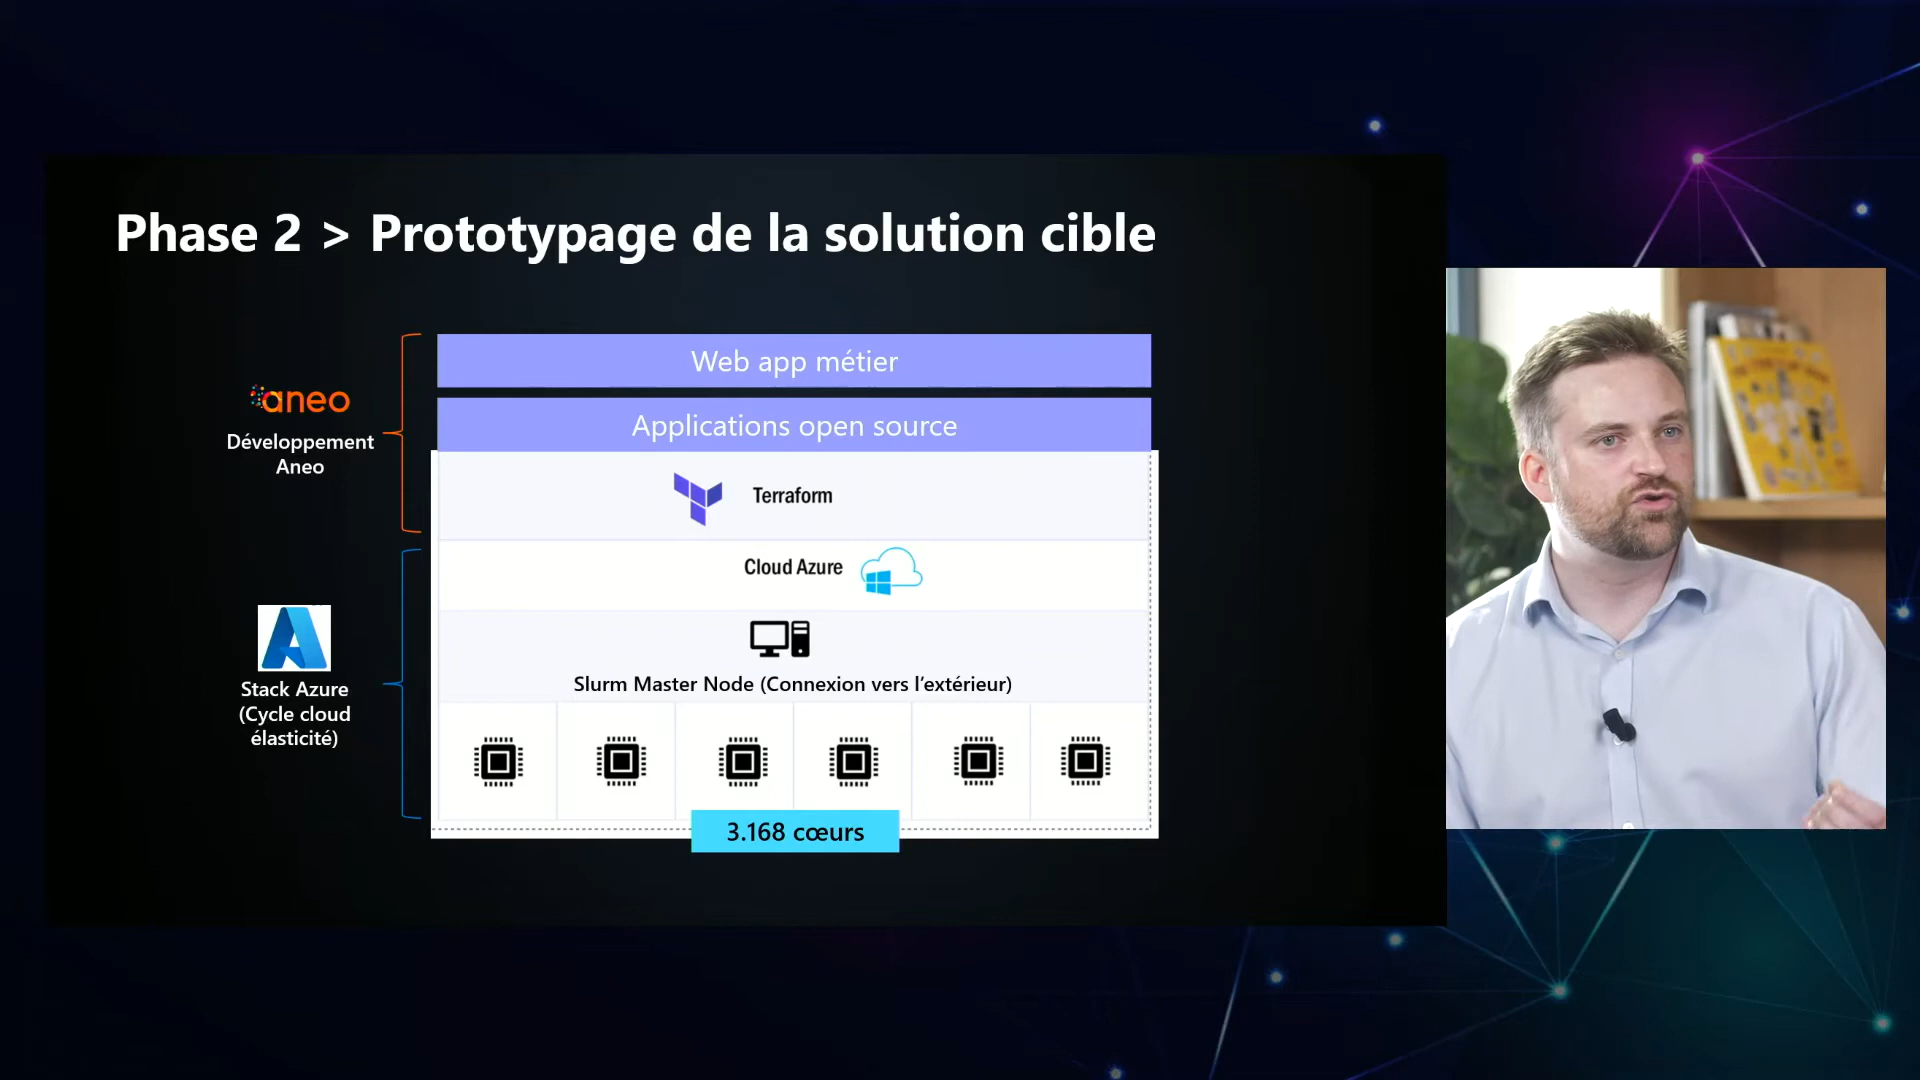 Phase 2 > Prototypage de la solution cible
Web app métier
aneo
Développement
Aneo
Applications open source
Terraform
Cloud Azure
Stack Azure
(Cycle cloud
élasticité)
Slurm Master Node (Connexion vers l'extérieur)
3.168 cœurs